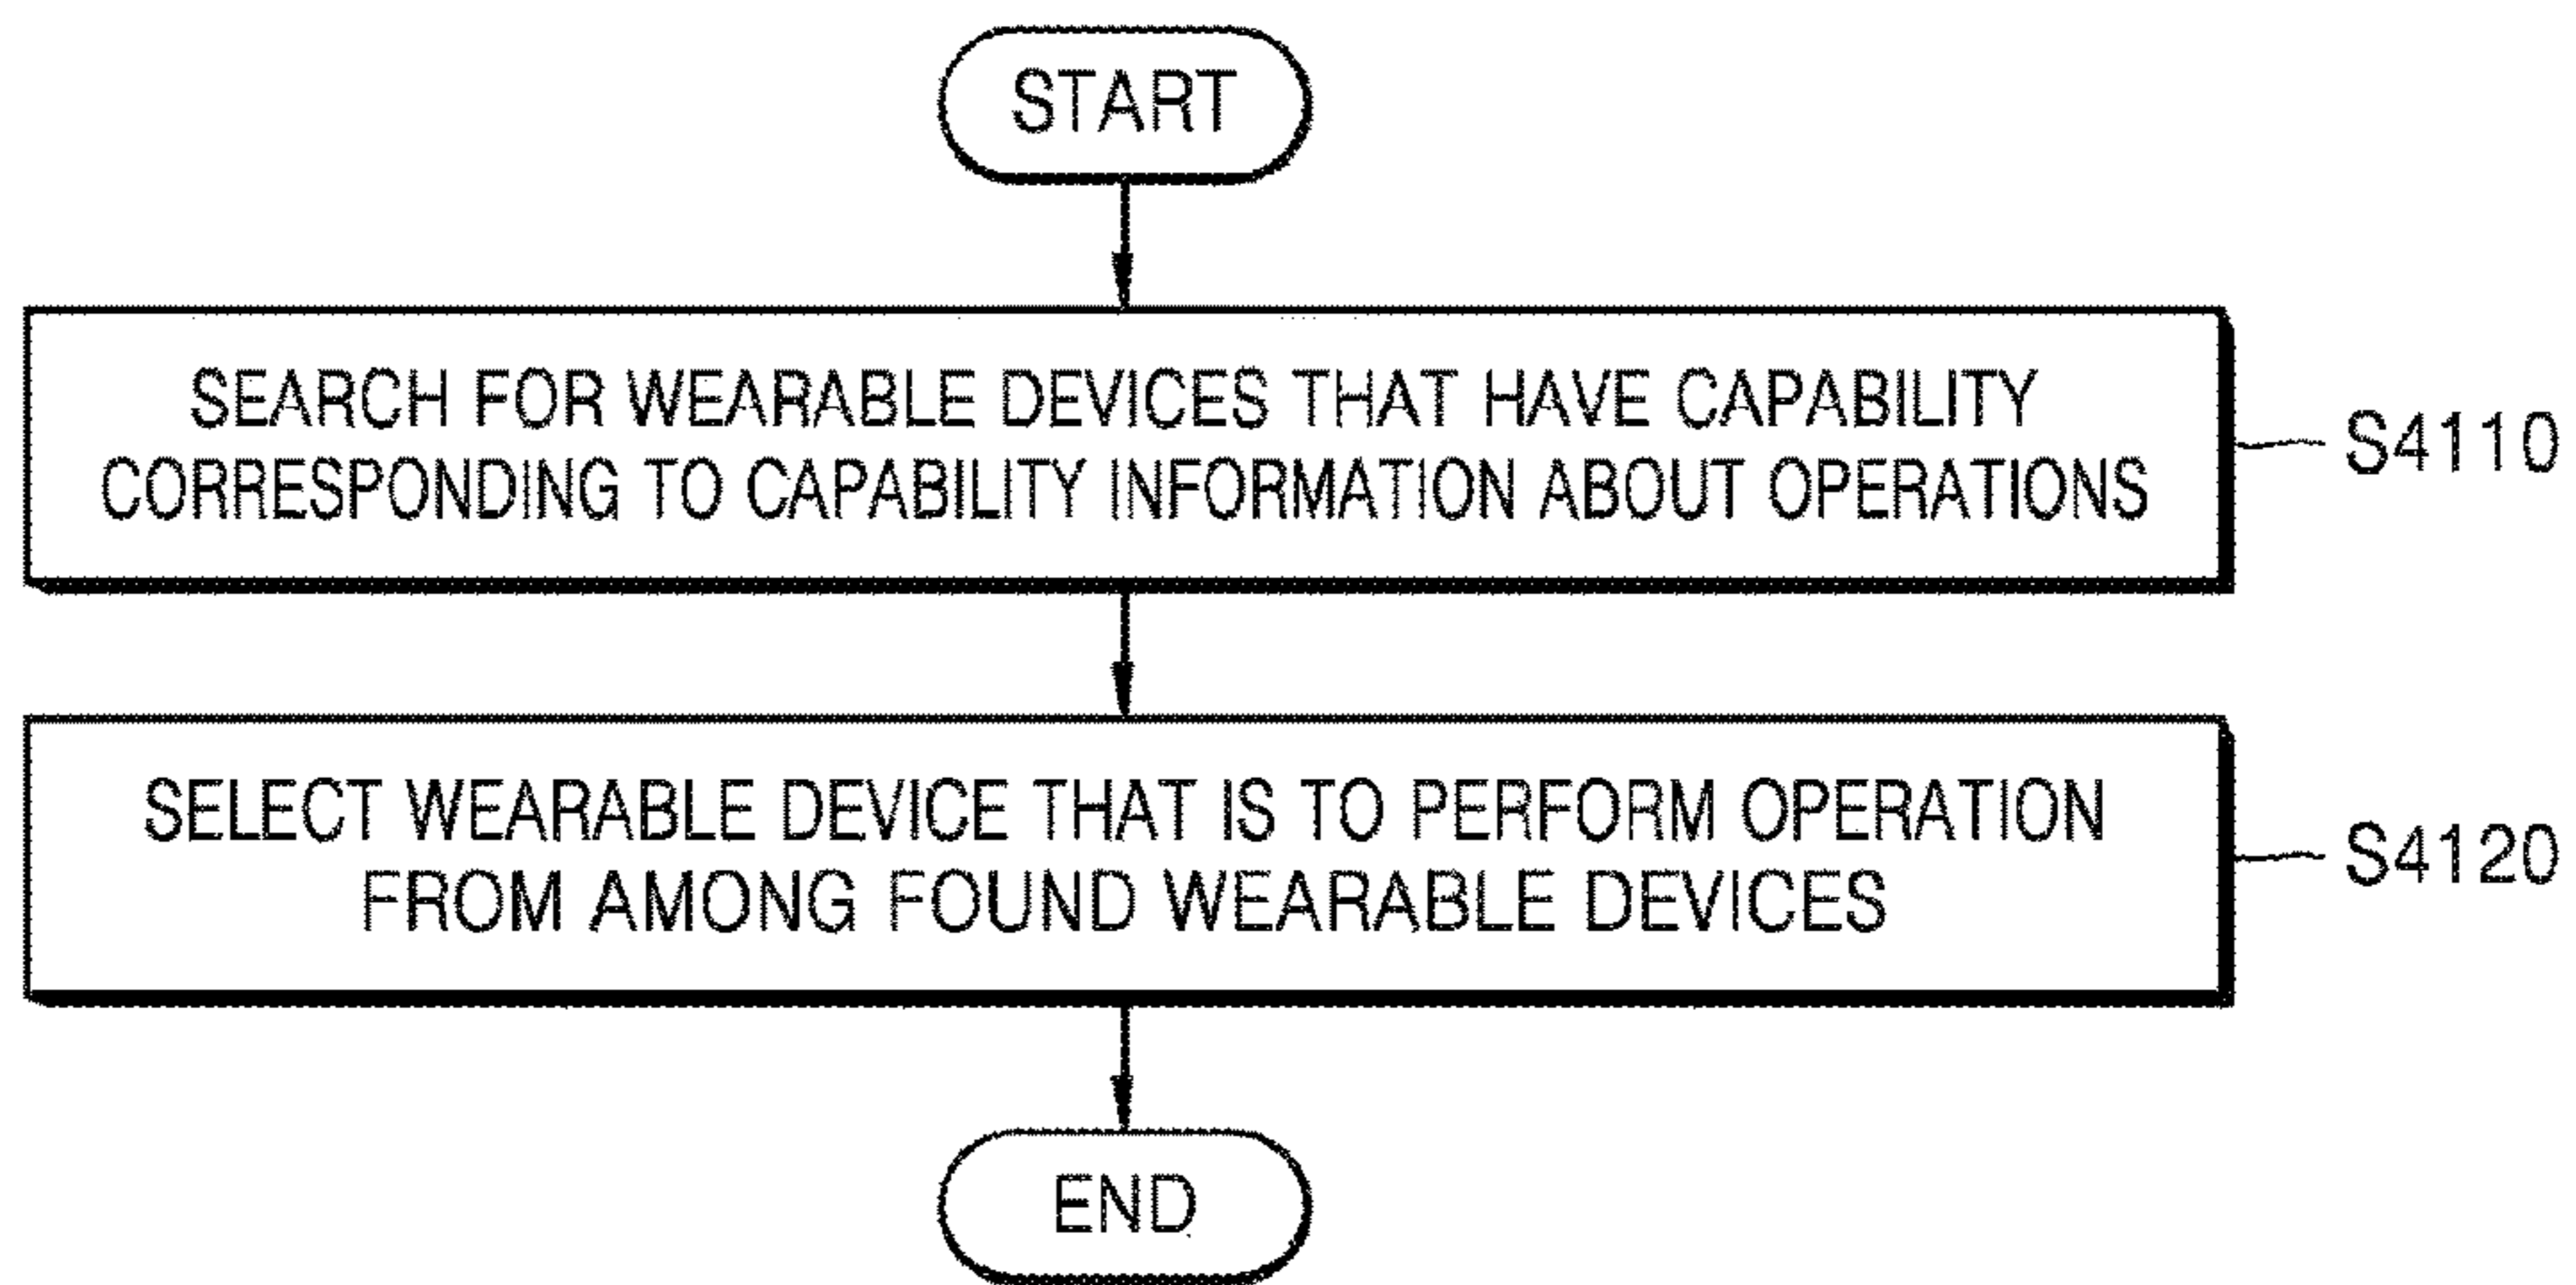 START
SEARCH FOR WEARABLE DEVICES THAT HAVE CAPABILITY
CORRESPONDING TO CAPABILITY INFORMATION ABOUT OPERATIONS
S4110
SELECT WEARABLE DEVICE THAT IS TO PERFORM OPERATION
FROM AMONG FOUND WEARABLE DEVICES
S4120
END